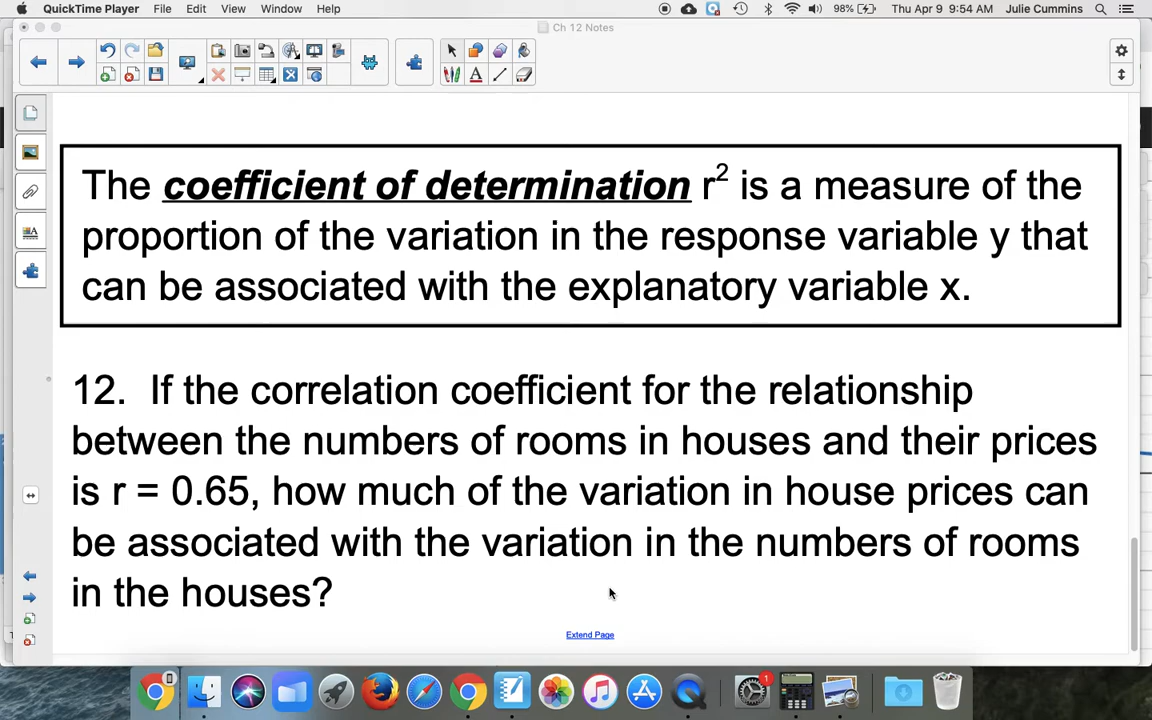 QuickTime Player File Edit View Window Help 98% Thu Apr 9 9:54 AM Julie Cummins
Ch 12 Notes
The coefficient of determination r² is a measure of the
proportion of the variation in the response variable y that
can be associated with the explanatory variable x.
12. If the correlation coefficient for the relationship
between the numbers of rooms in houses and their prices
is r = 0.65, how much of the variation in house prices can
be associated with the variation in the numbers of rooms
in the houses?
Extend Page
1